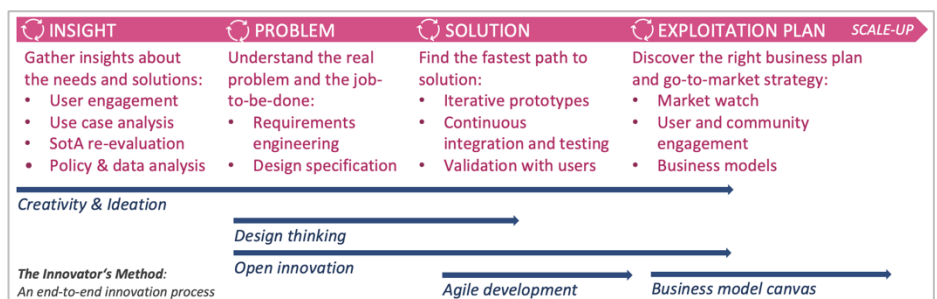 INSIGHT
Gather insights about
the needs and solutions:
• User engagement
• Use case analysis
• SotA re-evaluation
• Policy & data analysis
PROBLEM
Understand the real
problem and the job-
to-be-done:
• Requirements
engineering
• Design specification
SOLUTION
Find the fastest path to
solution:
• Iterative prototypes
• Continuous
integration and testing
• Validation with users
EXPLOITATION PLAN
SCALE-UP
Discover the right business plan
and go-to-market strategy:
• Market watch
• User and community
engagement
• Business models
Creativity & Ideation
Design thinking
Open innovation
Agile development
Business model canvas
The Innovator's Method:
An end-to-end innovation process